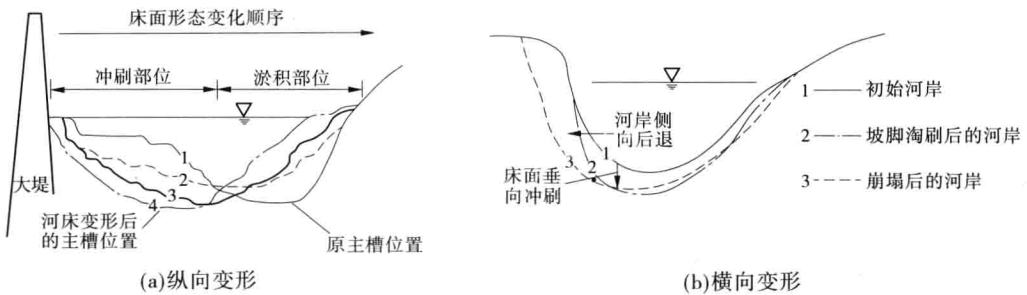 床面形态变化顺序
冲刷部位
淤积部位
1
2
3
4
大堤
河床变形后
的主槽位置
原主槽位置
(a)纵向变形
河岸侧
向后退
1
3
2
床面垂
向冲刷
1 初始河岸
2 坡脚淘刷后的河岸
3 崩塌后的河岸
(b)横向变形